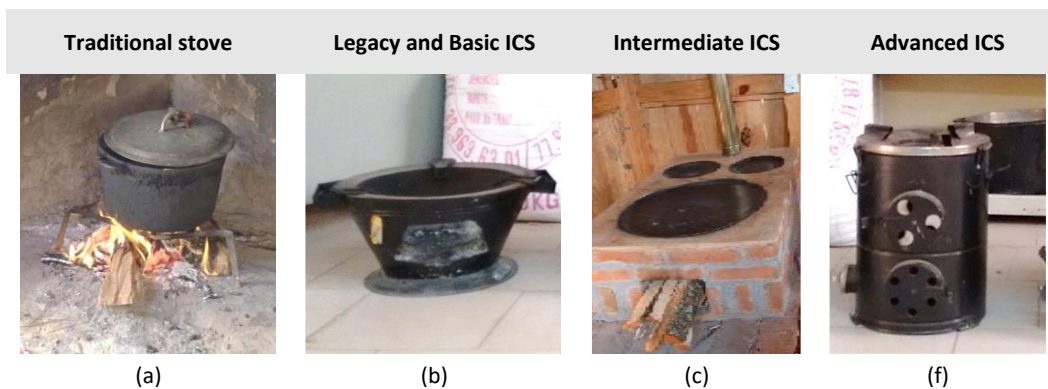 Traditional stove
Legacy and Basic ICS
Intermediate ICS
Advanced ICS
(a)
(b)
(c)
(f)